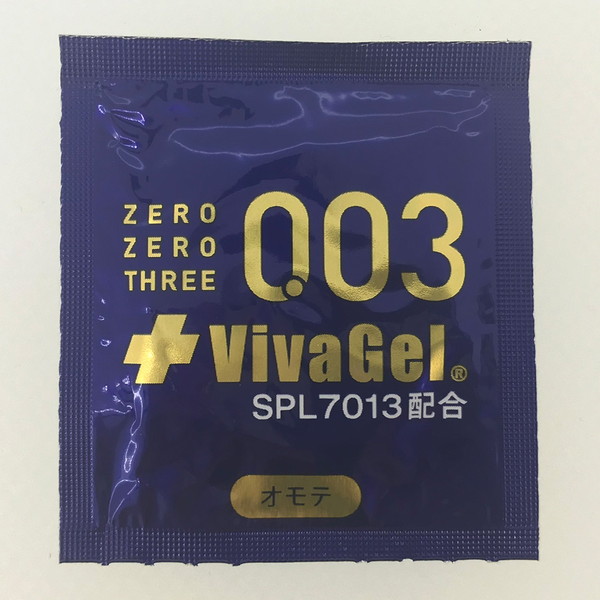 ZERO
ZERO
THREE
0.03
+ VivaGel®
SPL7013配合
オモテ